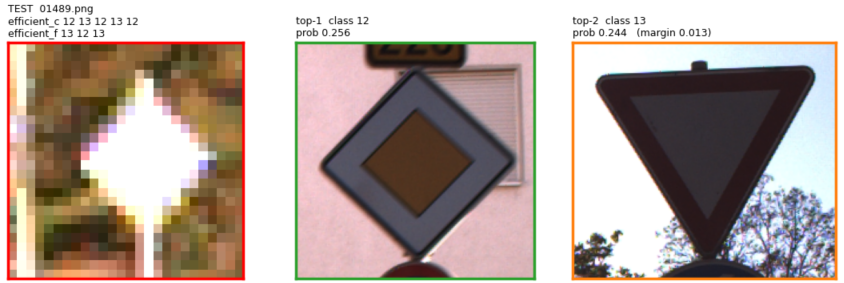 TEST 01489.png
efficient_c 12 13 12 13 12
efficient_f 13 12 13
top-1 class 12
prob 0.256
top-2 class 13
prob 0.244 (margin 0.013)